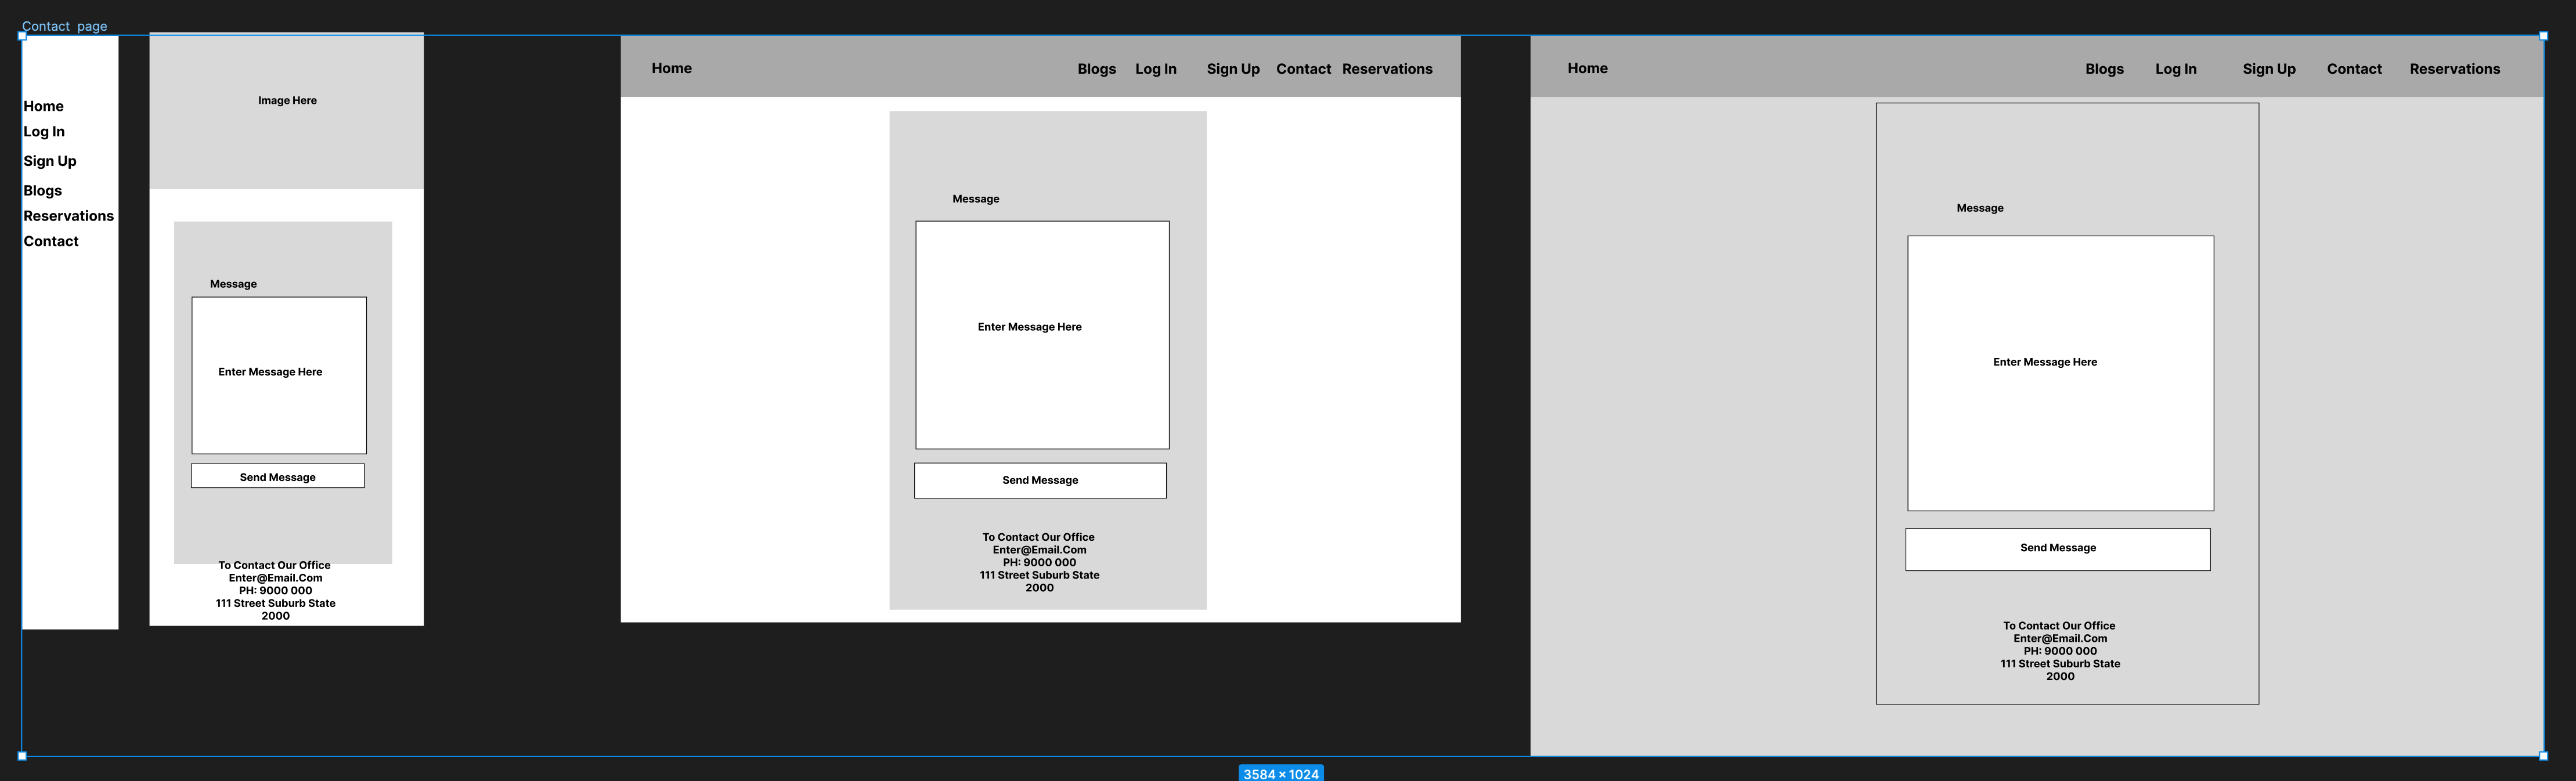 Contact page
Home
Log In
Sign Up
Blogs
Reservations
Contact
Image Here
Message
Enter Message Here
Send Message
To Contact Our Office
Enter@Email.Com
PH: 9000 000
111 Street Suburb State
2000
Home Blogs Log In Sign Up Contact Reservations
Message
Enter Message Here
Send Message
To Contact Our Office
Enter@Email.Com
PH: 9000 000
111 Street Suburb State
2000
Home Blogs Log In Sign Up Contact Reservations
Message
Enter Message Here
Send Message
To Contact Our Office
Enter@Email.Com
PH: 9000 000
111 Street Suburb State
2000
3584 × 1024